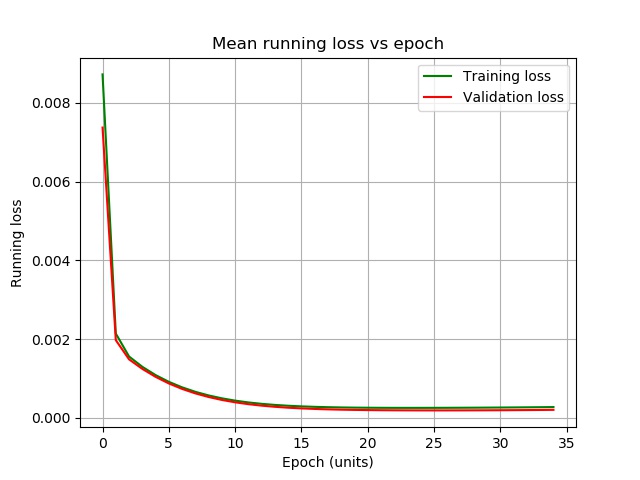 Mean running loss vs epoch
Training loss
Validation loss
Running loss
0.008
0.006
0.004
0.002
0.000
0 5 10 15 20 25 30 35
Epoch (units)